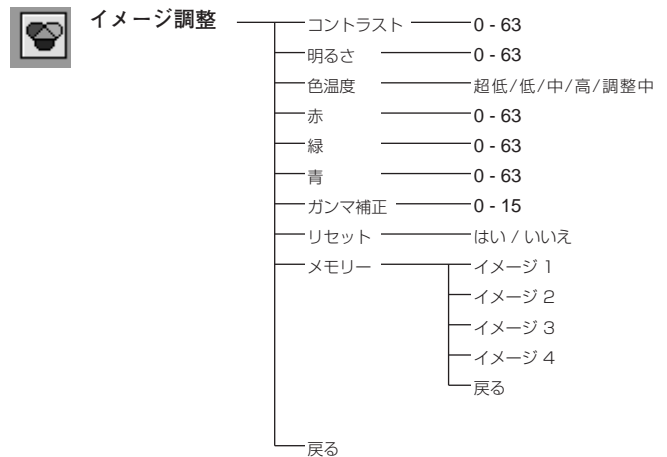 イメージ調整
コントラスト 0 - 63
明るさ 0 - 63
色温度 超低/低/中/高/調整中
赤 0 - 63
緑 0 - 63
青 0 - 63
ガンマ補正 0 - 15
リセット はい / いいえ
メモリー イメージ 1
イメージ 2
イメージ 3
イメージ 4
戻る
戻る